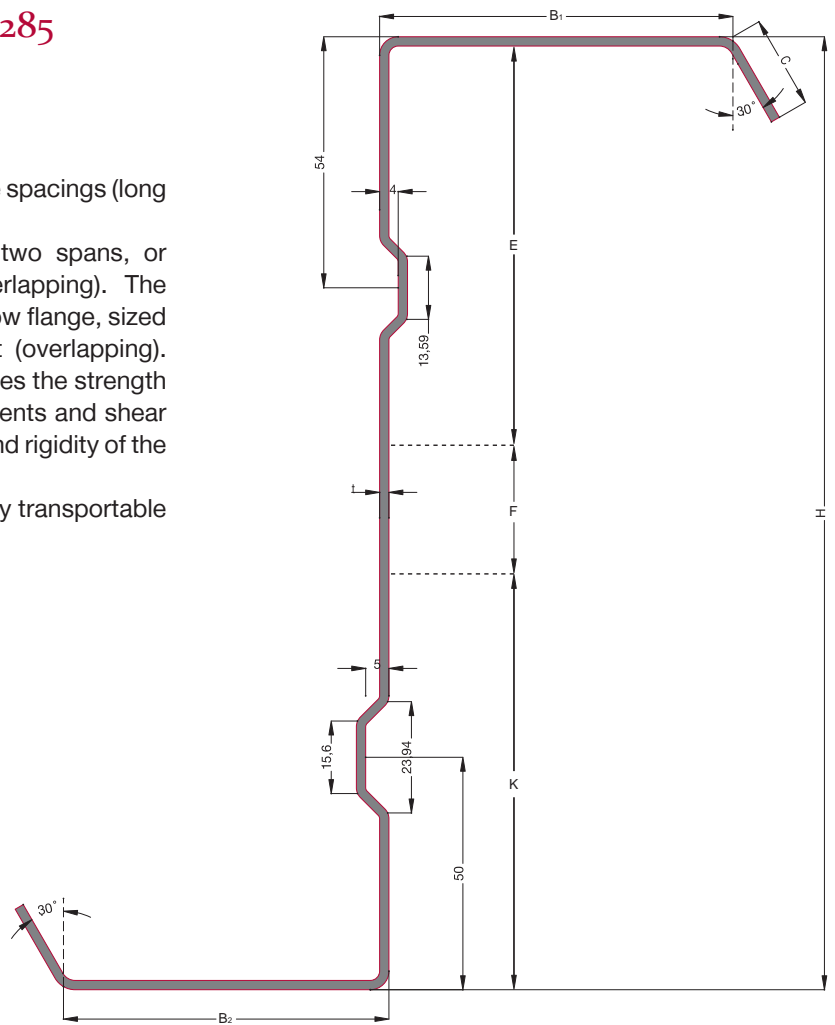 285
spacings (long
two spans, or
erlapping). The
ow flange, sized
(overlapping).
es the strength
ents and shear
nd rigidity of the
y transportable
B₁
C
30°
54
4
E
13,59
t
F
H
5
15,6
23,94
K
50
30°
B₂